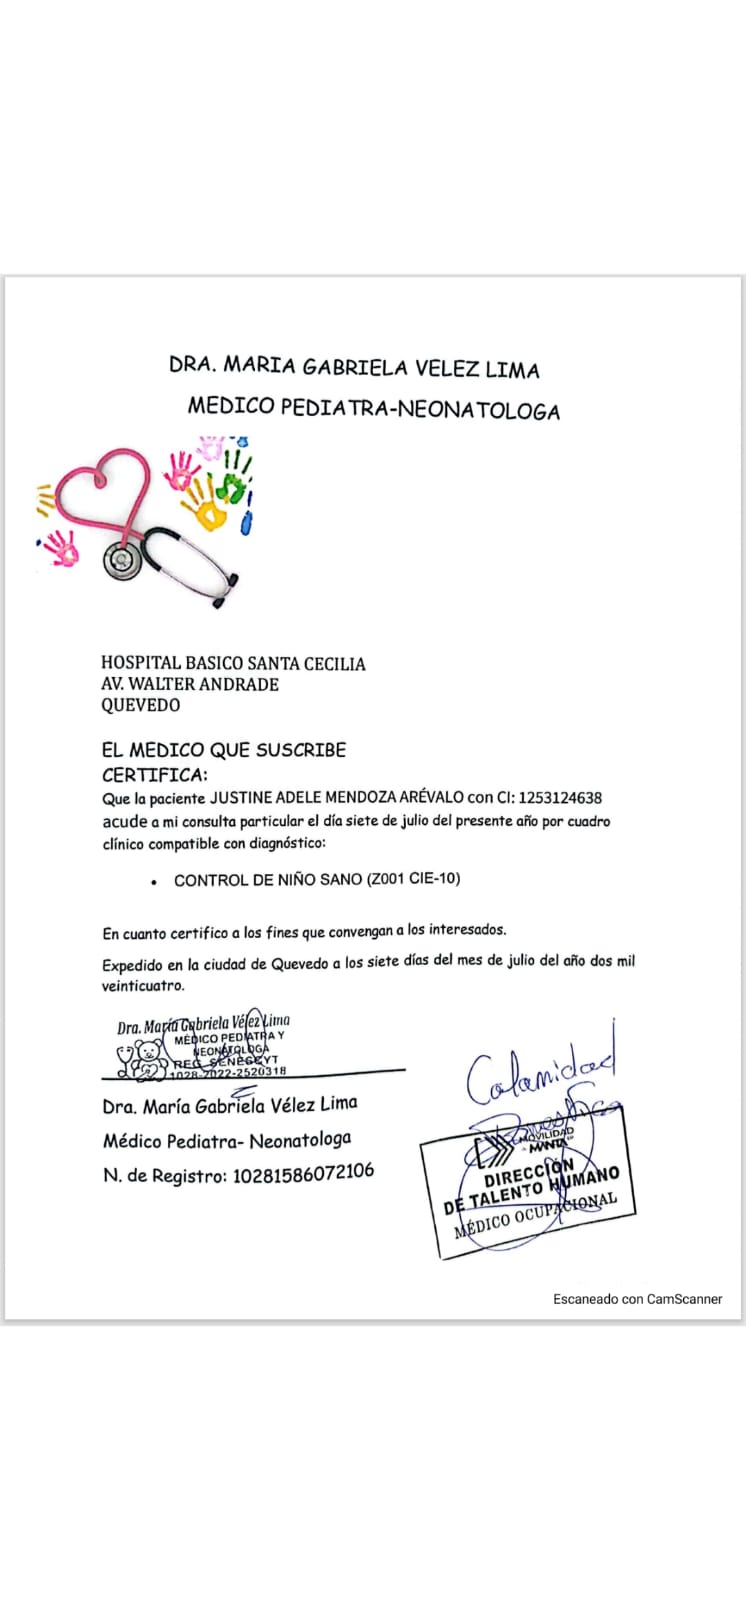 DRA. MARIA GABRIELA VELEZ LIMA
MEDICO PEDIATRA-NEONATOLOGA
HOSPITAL BASICO SANTA CECILIA
AV. WALTER ANDRADE
QUEVEDO
EL MEDICO QUE SUSCRIBE
CERTIFICA:
Que la paciente JUSTINE ADELE MENDOZA ARÉVALO con CI: 1253124638
acude a mi consulta particular el día siete de julio del presente año por cuadro
clínico compatible con diagnóstico:
• CONTROL DE NIÑO SANO (Z001 CIE-10)
En cuanto certifico a los fines que convengan a los interesados.
Expedido en la ciudad de Quevedo a los siete días del mes de julio del año dos mil
veinticuatro.
Dra. María Gabriela Vélez Lima
MÉDICO PEDIATRA Y
NEONATOLOGA
REG. SENESCYT
1028-2022-2520318
Dra. María Gabriela Vélez Lima
Médico Pediatra- Neonatologa
N. de Registro: 10281586072106
Calamidad
Domestica
MOVILIDAD
MANTA
DIRECCIÓN
DE TALENTO HUMANO
MÉDICO OCUPACIONAL
Escaneado con CamScanner